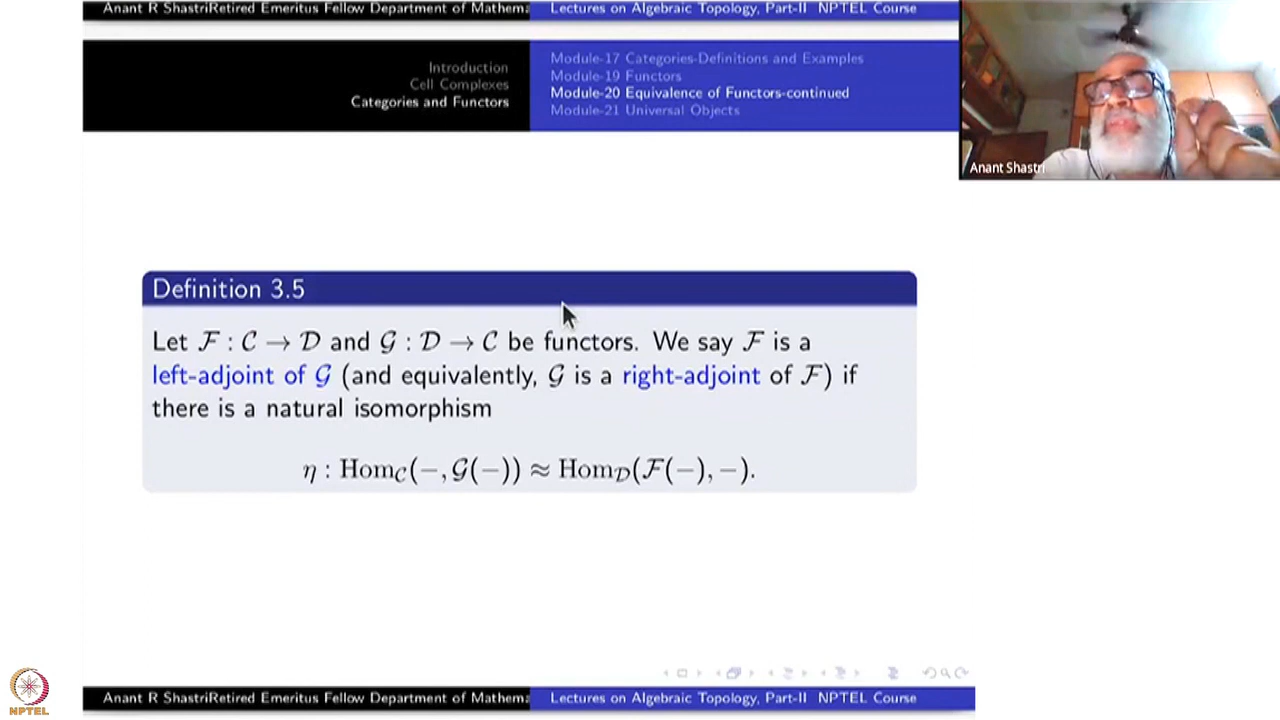 Anant R ShastriRetired Emeritus Fellow Department of Mathema
Lectures on Algebraic Topology, Part-II NPTEL Course
Introduction
Cell Complexes
Categories and Functors
Module-17 Categories-Definitions and Examples
Module-19 Functors
Module-20 Equivalence of Functors-continued
Module-21 Universal Objects
Anant Shastri
Definition 3.5
Let ℱ : 𝒞 → 𝒟 and 𝒢 : 𝒟 → 𝒞 be functors. We say ℱ is a
left-adjoint of 𝒢 (and equivalently, 𝒢 is a right-adjoint of ℱ) if
there is a natural isomorphism
η : Hom𝒞(−, 𝒢(−)) ≈ Hom𝒟(ℱ(−), −).
Anant R ShastriRetired Emeritus Fellow Department of Mathema
Lectures on Algebraic Topology, Part-II NPTEL Course
NPTEL